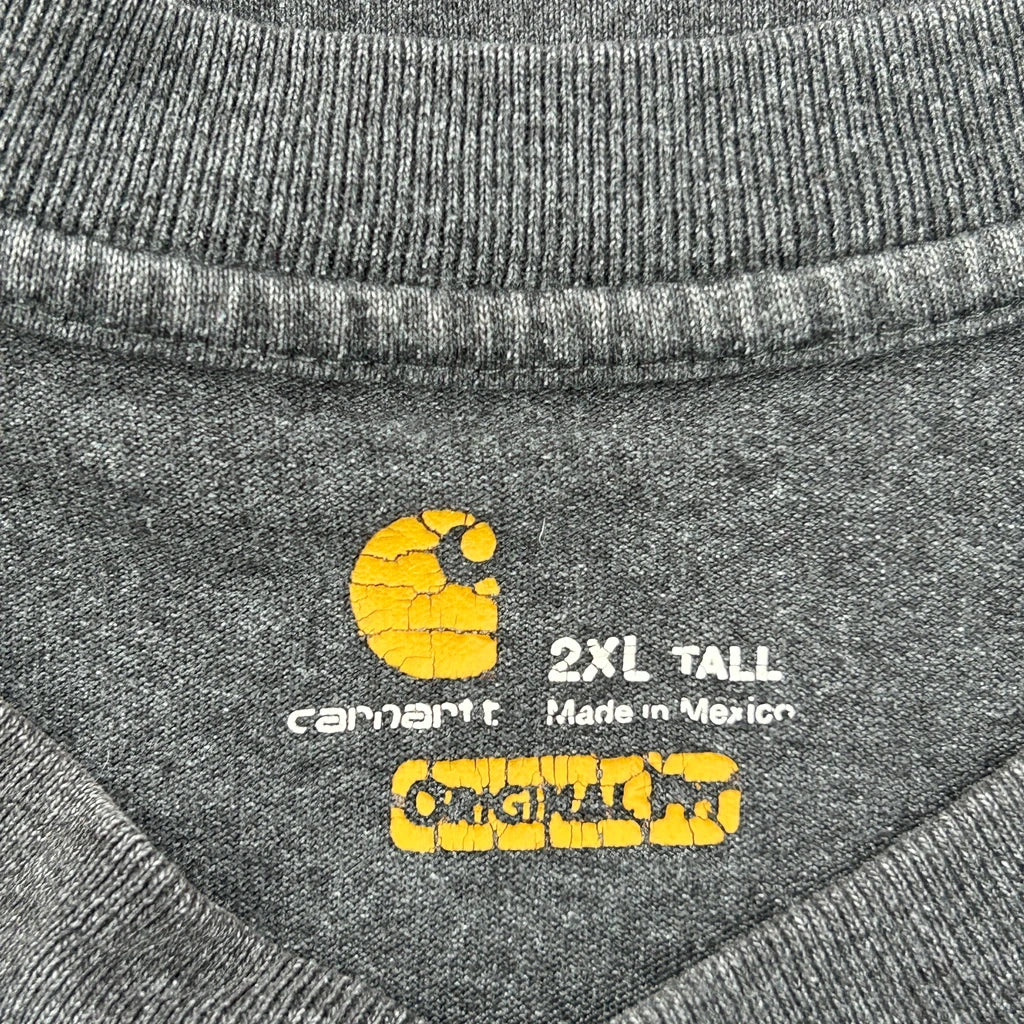 2XL TALL
carhartt Made in Mexico
ORIGINAL FIT